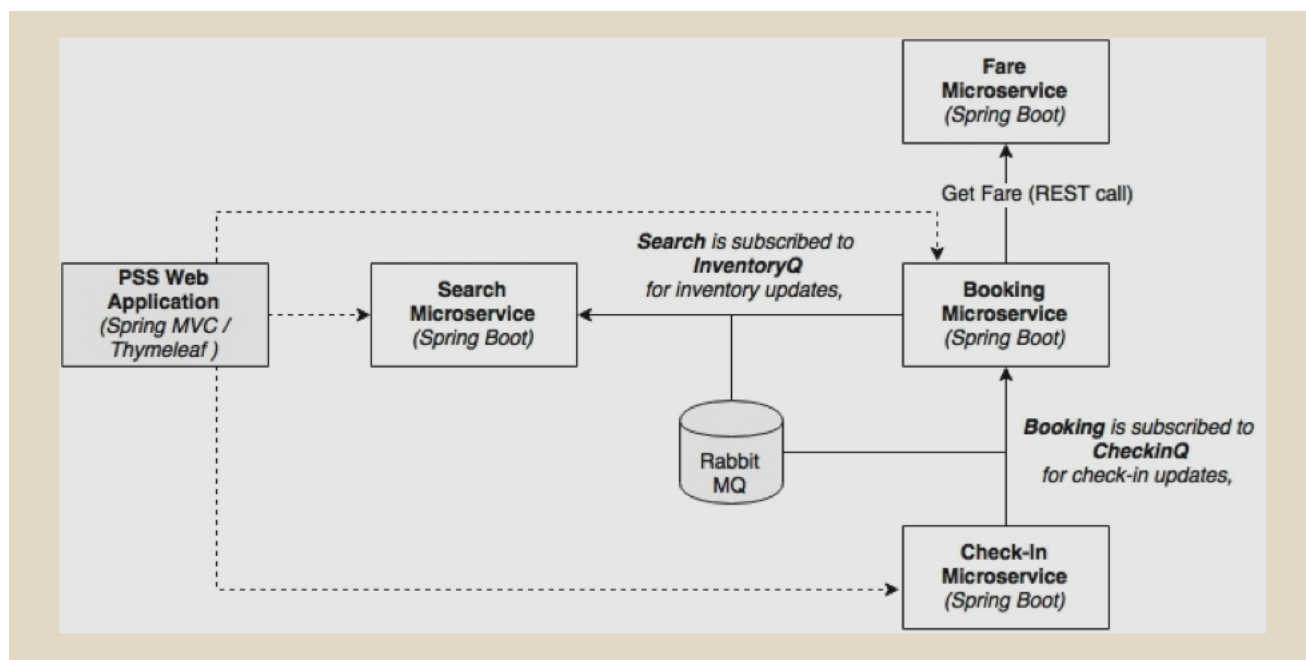 Fare
Microservice
(Spring Boot)
Get Fare (REST call)
Search is subscribed to
InventoryQ
for inventory updates,
PSS Web
Application
(Spring MVC /
Thymeleaf )
Search
Microservice
(Spring Boot)
Booking
Microservice
(Spring Boot)
Rabbit
MQ
Booking is subscribed to
CheckinQ
for check-in updates,
Check-In
Microservice
(Spring Boot)